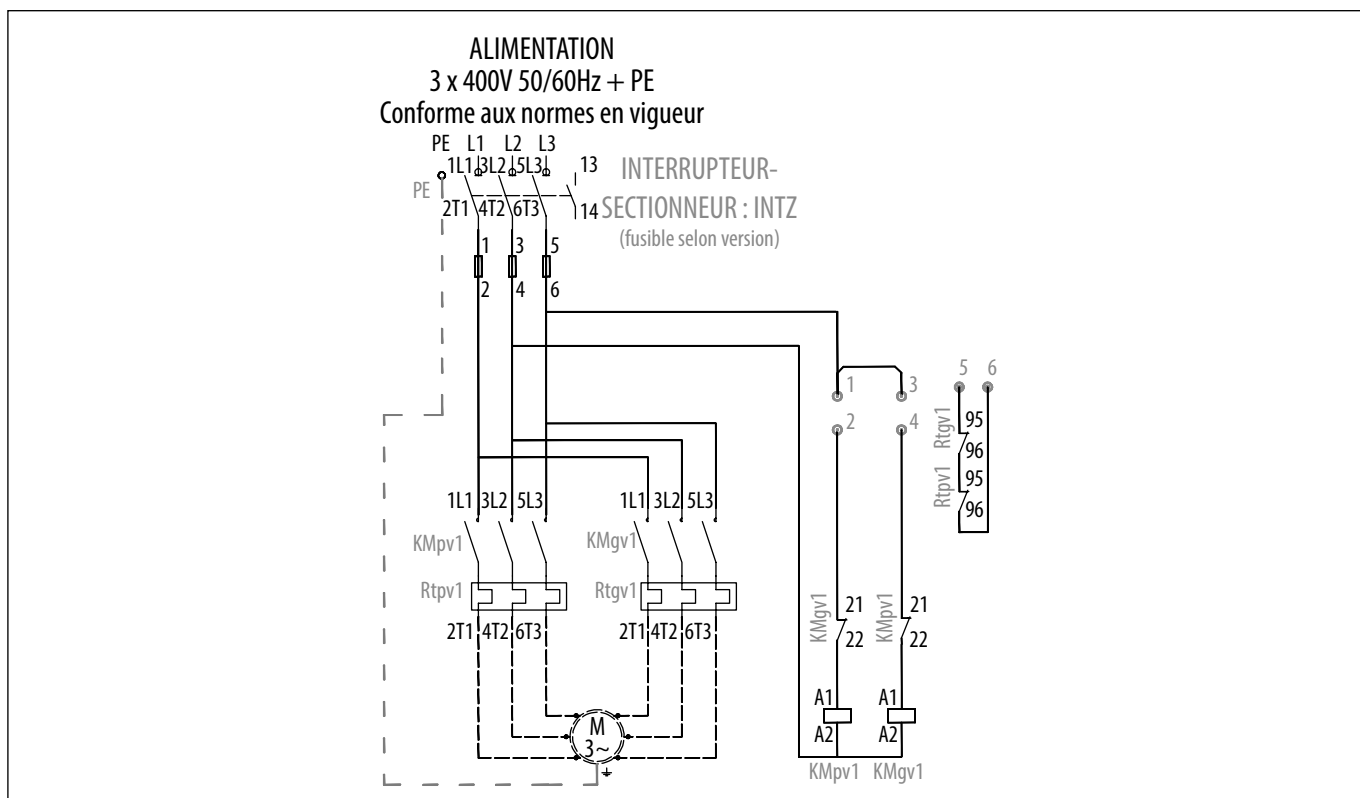 ALIMENTATION
3 x 400V 50/60Hz + PE
Conforme aux normes en vigueur
PE L1 L2 L3
1L1 3L2 5L3 13
PE
2T1 4T2 6T3 14
INTERRUPTEUR-
SECTIONNEUR : INTZ
(fusible selon version)
1 3 5
2 4 6
1 3 5 6
2 4
Rtgv1 95
96
Rtpv1 95
96
1L1 3L2 5L3 1L1 3L2 5L3
KMpv1 KMgv1
Rtpv1 Rtgv1
2T1 4T2 6T3 2T1 4T2 6T3
KMgv1 21 KMpv1 21
22 22
M
3~
A1 A1
A2 A2
KMpv1 KMgv1